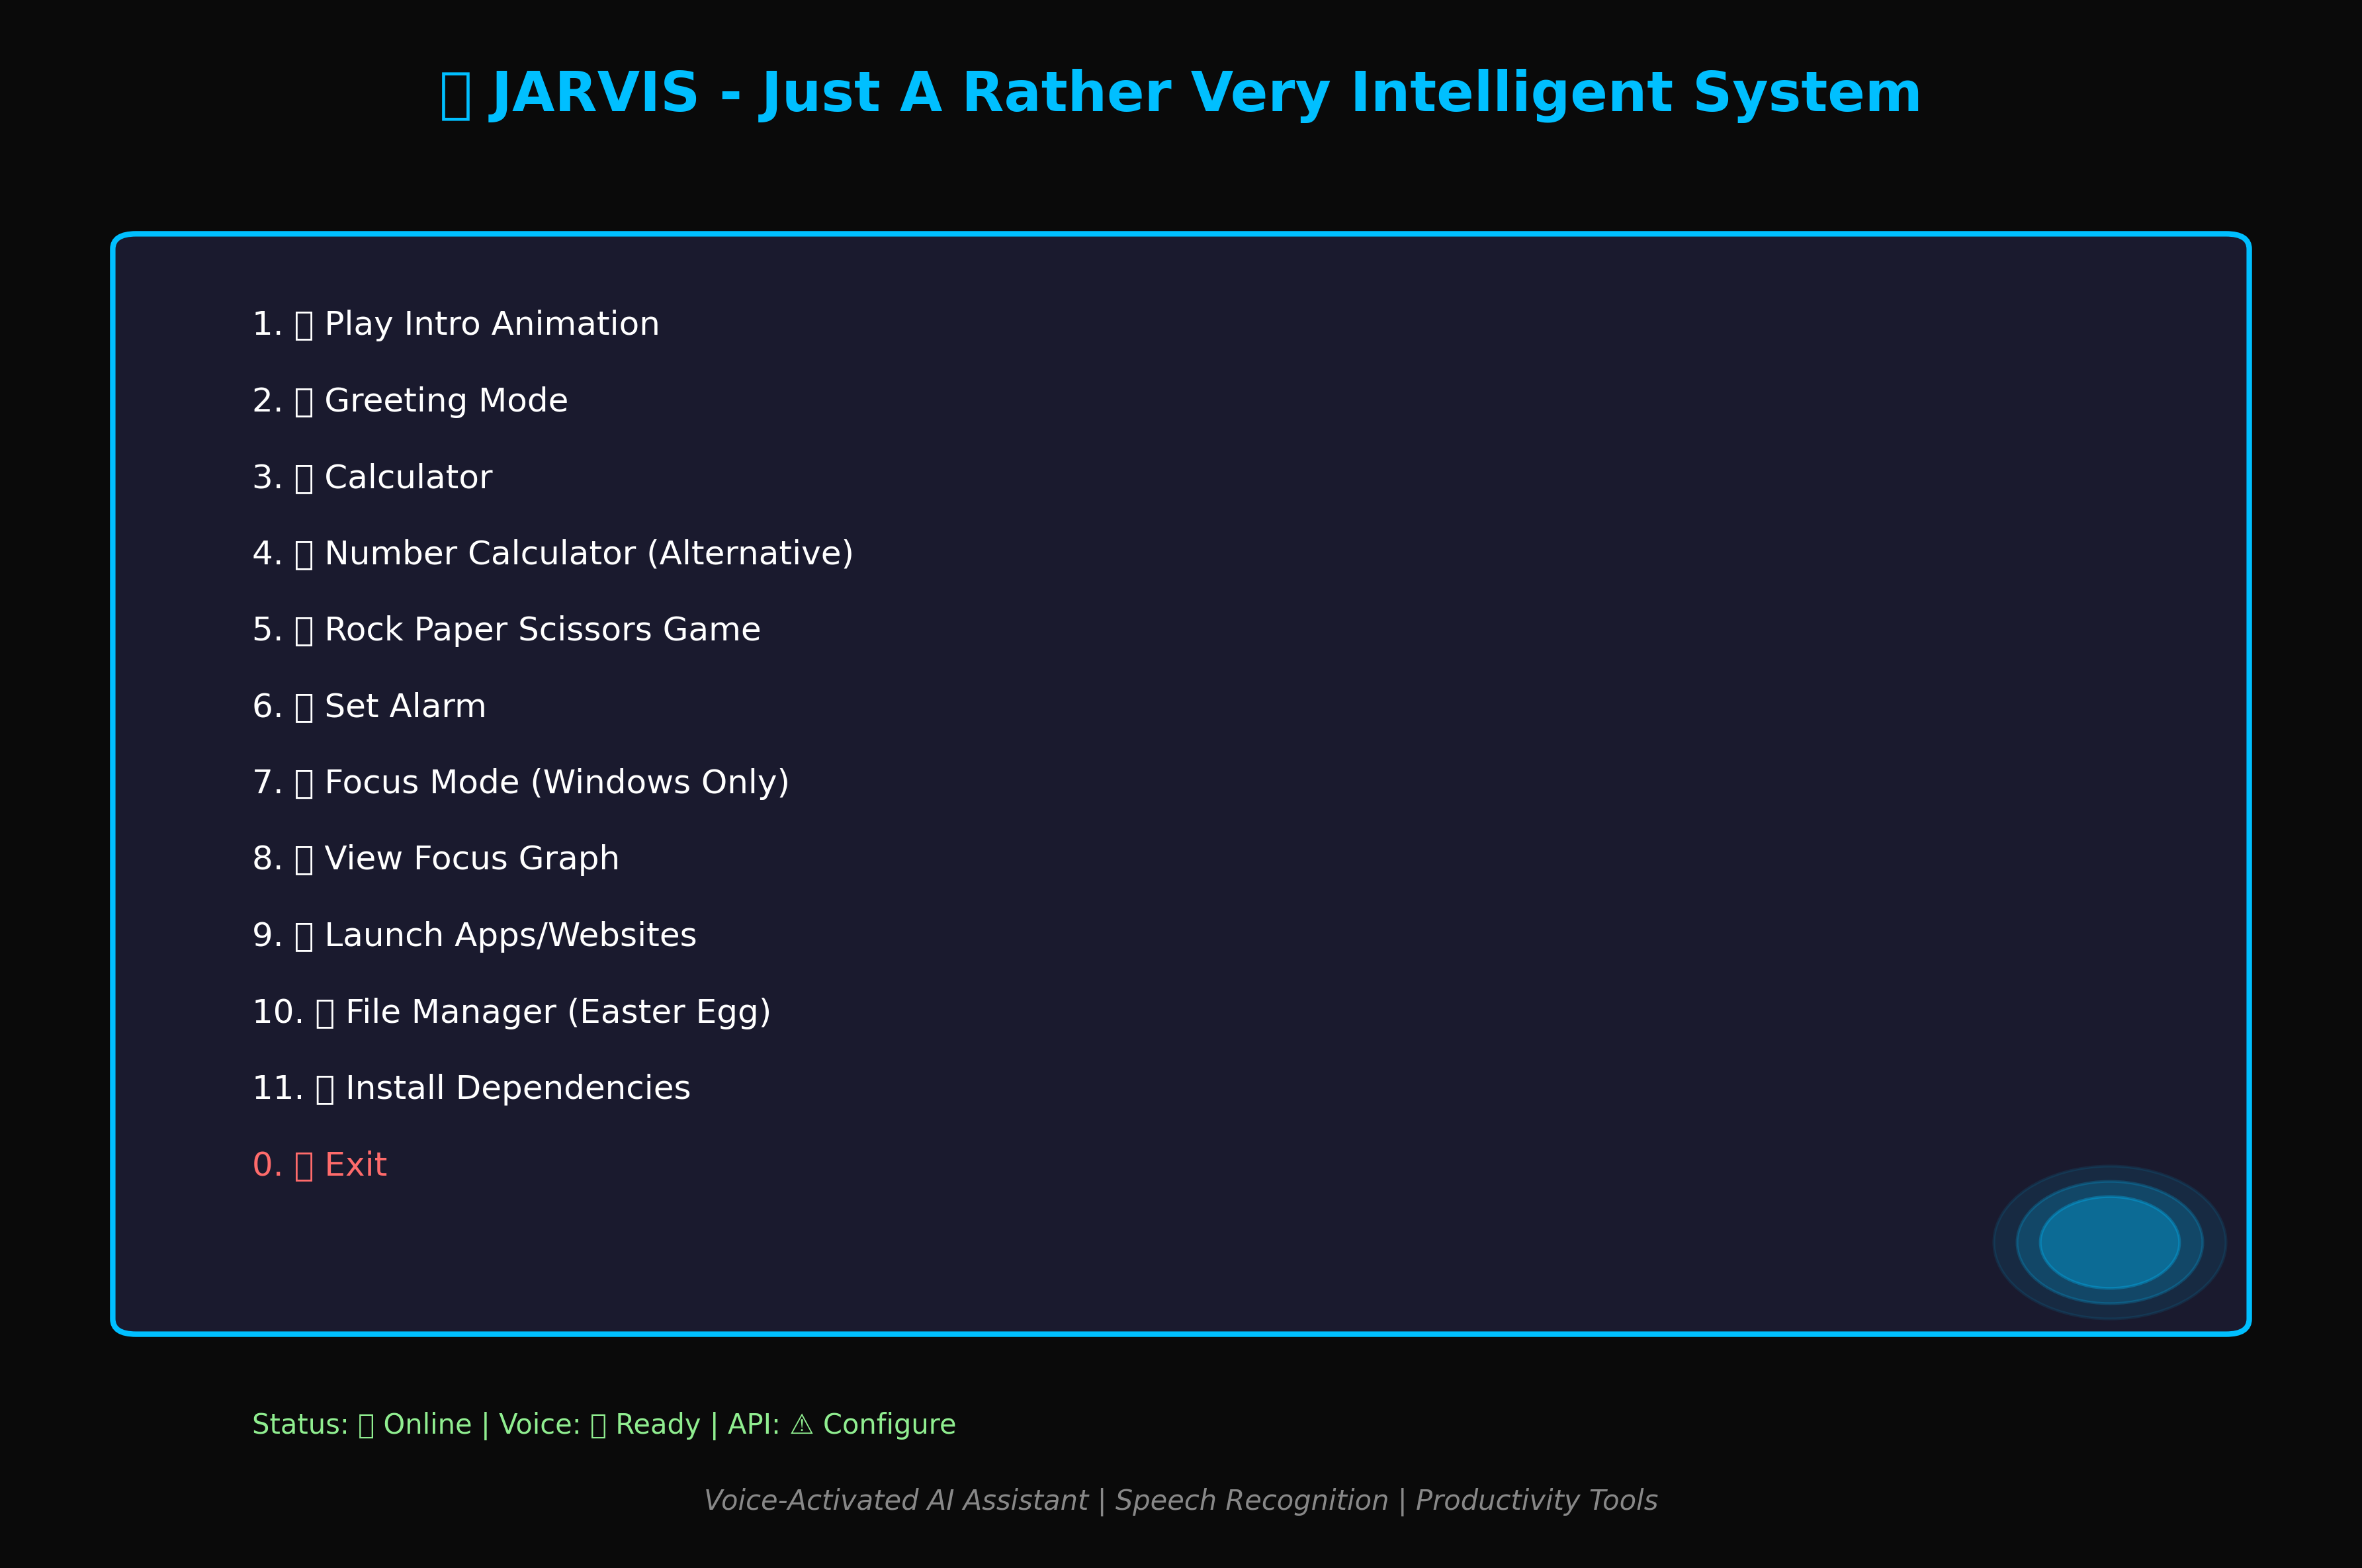 JARVIS - Just A Rather Very Intelligent System
1. Play Intro Animation
2. Greeting Mode
3. Calculator
4. Number Calculator (Alternative)
5. Rock Paper Scissors Game
6. Set Alarm
7. Focus Mode (Windows Only)
8. View Focus Graph
9. Launch Apps/Websites
10. File Manager (Easter Egg)
11. Install Dependencies
0. Exit
Status: Online | Voice: Ready | API: ⚠ Configure
Voice-Activated AI Assistant | Speech Recognition | Productivity Tools